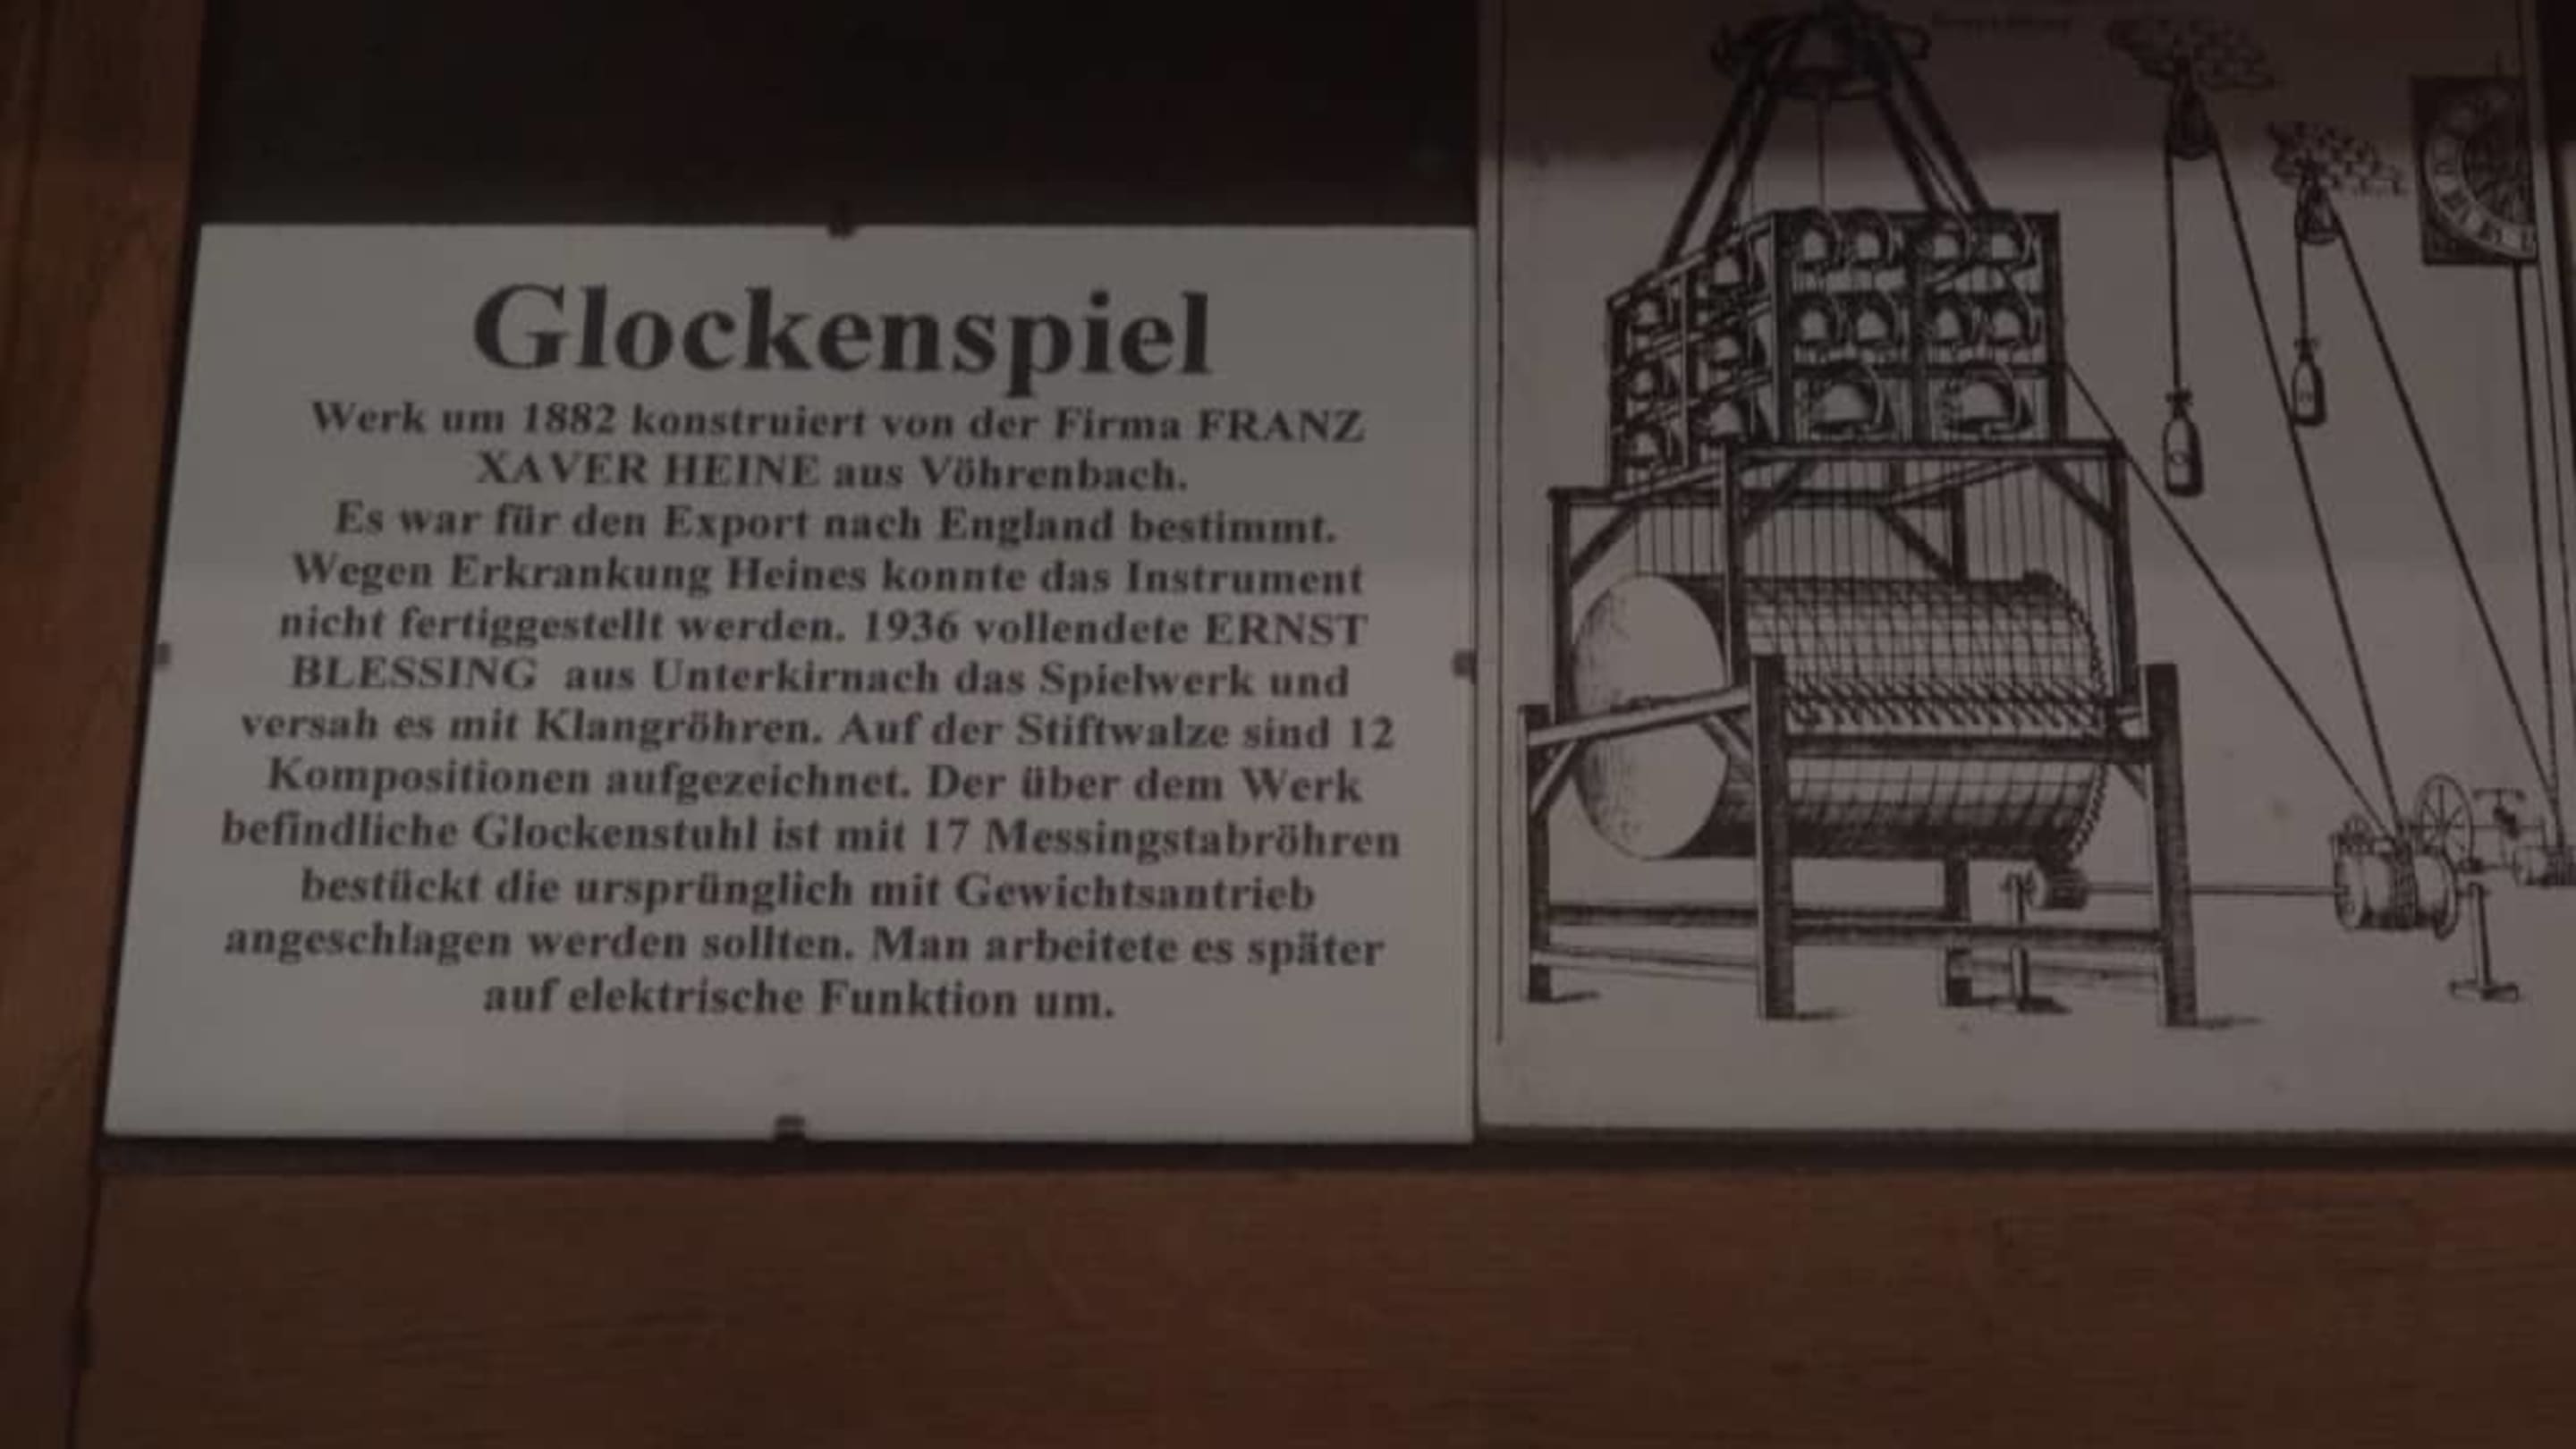 Glockenspiel
Werk um 1882 konstruiert von der Firma FRANZ
XAVER HEINE aus Vöhrenbach.
Es war für den Export nach England bestimmt.
Wegen Erkrankung Heines konnte das Instrument
nicht fertiggestellt werden. 1936 vollendete ERNST
BLESSING aus Unterkirnach das Spielwerk und
versah es mit Klangröhren. Auf der Stiftwalze sind 12
Kompositionen aufgezeichnet. Der über dem Werk
befindliche Glockenstuhl ist mit 17 Messingstabröhren
bestückt die ursprünglich mit Gewichtsantrieb
angeschlagen werden sollten. Man arbeitete es später
auf elektrische Funktion um.